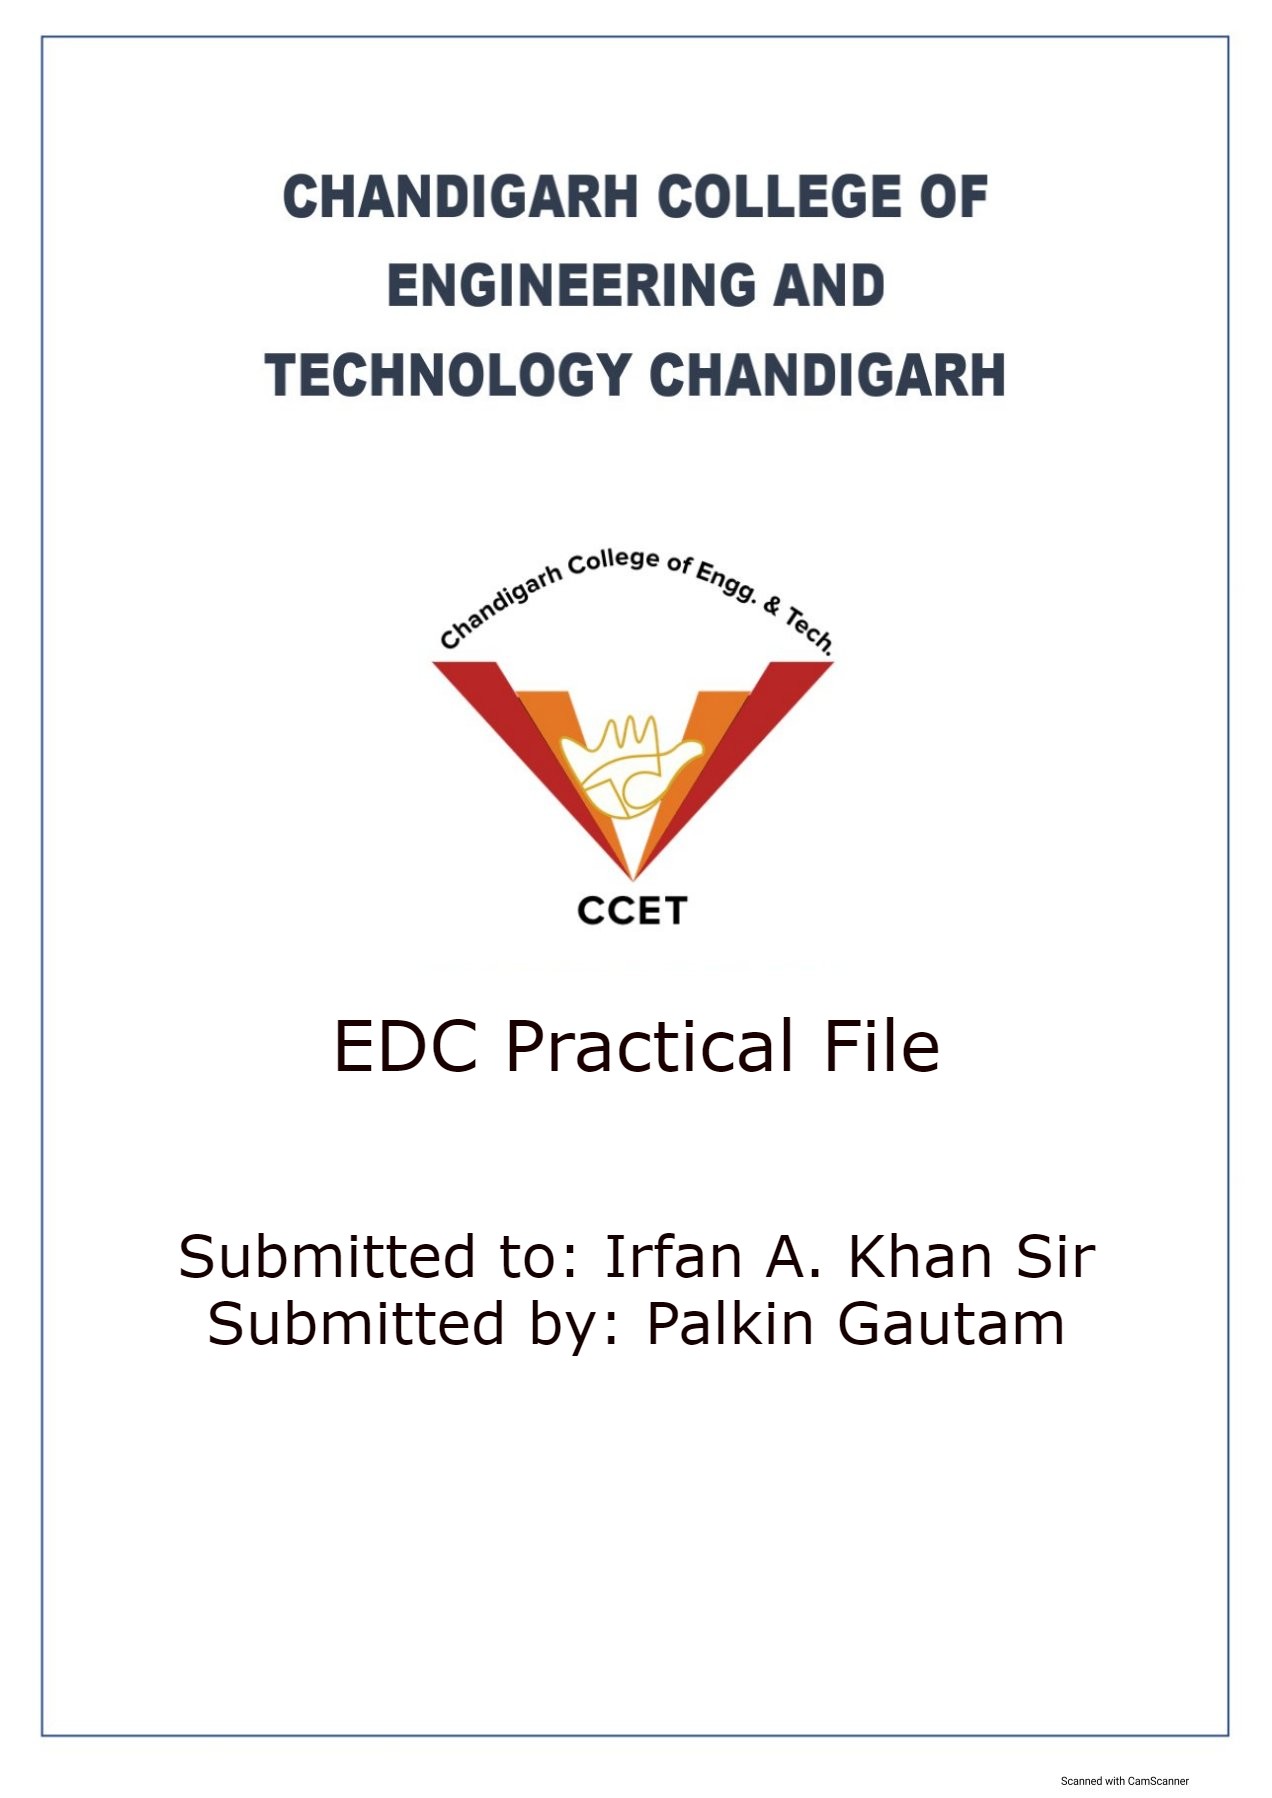 CHANDIGARH COLLEGE OF
ENGINEERING AND
TECHNOLOGY CHANDIGARH
Chandigarh College of Engg. & Tech.
CCET
EDC Practical File
Submitted to: Irfan A. Khan Sir
Submitted by: Palkin Gautam
Scanned with CamScanner